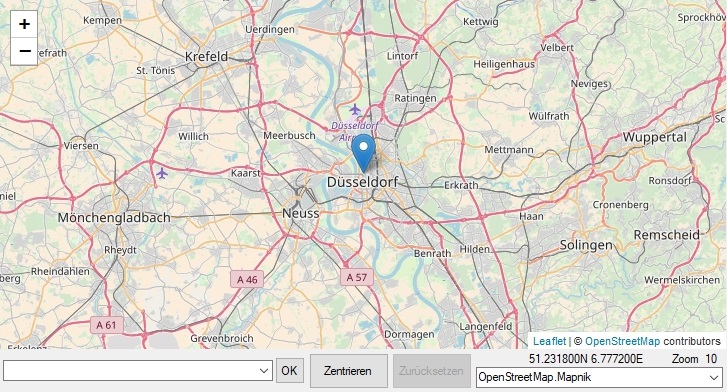 +
−
Kempen
Uerdingen
Kettwig
Sprockhöv
Krefeld
Lintorf
Velbert
St. Tönis
Heiligenhaus
Neviges
Ratingen
Düsseldorf
Wülfrath
Willich
Meerbusch
Wuppertal
Viersen
Mettmann
Kaarst
Düsseldorf
Erkrath
Ronsdorf
Mönchengladbach
Neuss
Haan
Cronenberg
Rheydt
Hilden
Solingen
Remscheid
Benrath
Rheindahlen
A 46
A 57
Wermelskirchen
A 61
Dormagen
Langenfeld
Grevenbroich
Leaflet | © OpenStreetMap contributors
OK
Zentrieren
Zurücksetzen
51.231800N 6.777200E
Zoom 10
OpenStreetMap.Mapnik